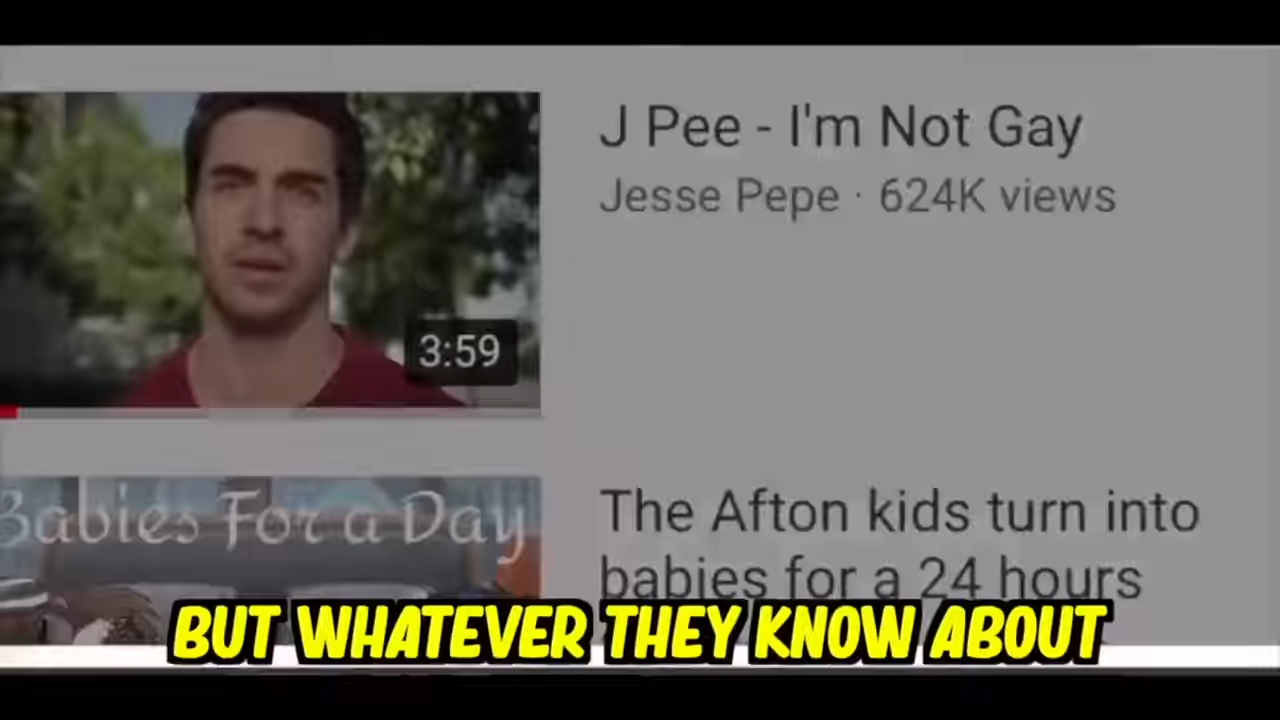 J Pee - I'm Not Gay
Jesse Pepe · 624K views
3:59
Babies For a Day
The Afton kids turn into
babies for a 24 hours
BUT WHATEVER THEY KNOW ABOUT